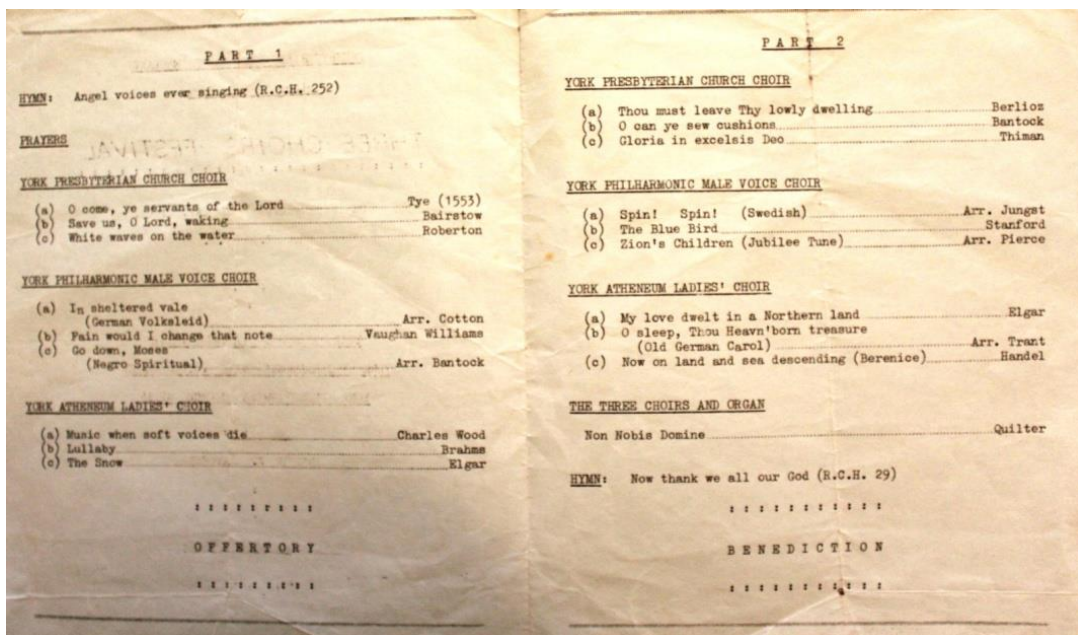 PART 1
HYMN: Angel voices ever singing (R.C.H. 252)
PRAYERS
YORK PRESBYTERIAN CHURCH CHOIR
(a) O come, ye servants of the Lord Tye (1553)
(b) Save us, O Lord, waking Bairstow
(c) White waves on the water Roberton
YORK PHILHARMONIC MALE VOICE CHOIR
(a) In sheltered vale
(German Volksleid) Arr. Cotton
(b) Fain would I change that note Vaughan Williams
(c) Go down, Moses
(Negro Spiritual) Arr. Bantock
YORK ATHENEUM LADIES' CHOIR
(a) Music when soft voices die Charles Wood
(b) Lullaby Brahms
(c) The Snow Elgar
: : : : : : : : :
OFFERTORY
: : : : : : : : :
PART 2
YORK PRESBYTERIAN CHURCH CHOIR
(a) Thou must leave Thy lowly dwelling Berlioz
(b) O can ye sew cushions Bantock
(c) Gloria in excelsis Deo Thiman
YORK PHILHARMONIC MALE VOICE CHOIR
(a) Spin! Spin! (Swedish) Arr. Jungst
(b) The Blue Bird Stanford
(c) Zion's Children (Jubilee Tune) Arr. Pierce
YORK ATHENEUM LADIES' CHOIR
(a) My love dwelt in a Northern land Elgar
(b) O sleep, Thou Heavn'born treasure
(Old German Carol) Arr. Trant
(c) Now on land and sea descending (Berenice) Handel
THE THREE CHOIRS AND ORGAN
Non Nobis Domine Quilter
HYMN: Now thank we all our God (R.C.H. 29)
: : : : : : : : : : :
BENEDICTION
: : : : : : : : : : :